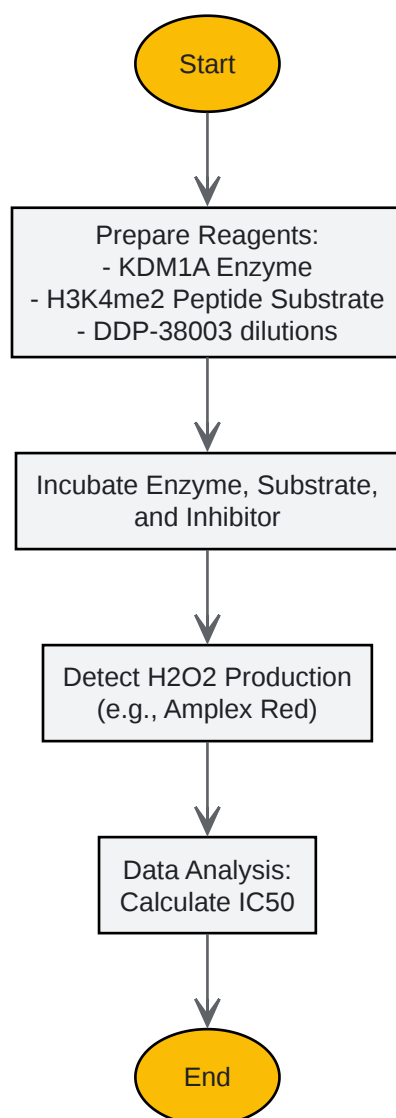 Start
Prepare Reagents:
- KDM1A Enzyme
- H3K4me2 Peptide Substrate
- DDP-38003 dilutions
Incubate Enzyme, Substrate,
and Inhibitor
Detect H2O2 Production
(e.g., Amplex Red)
Data Analysis:
Calculate IC50
End